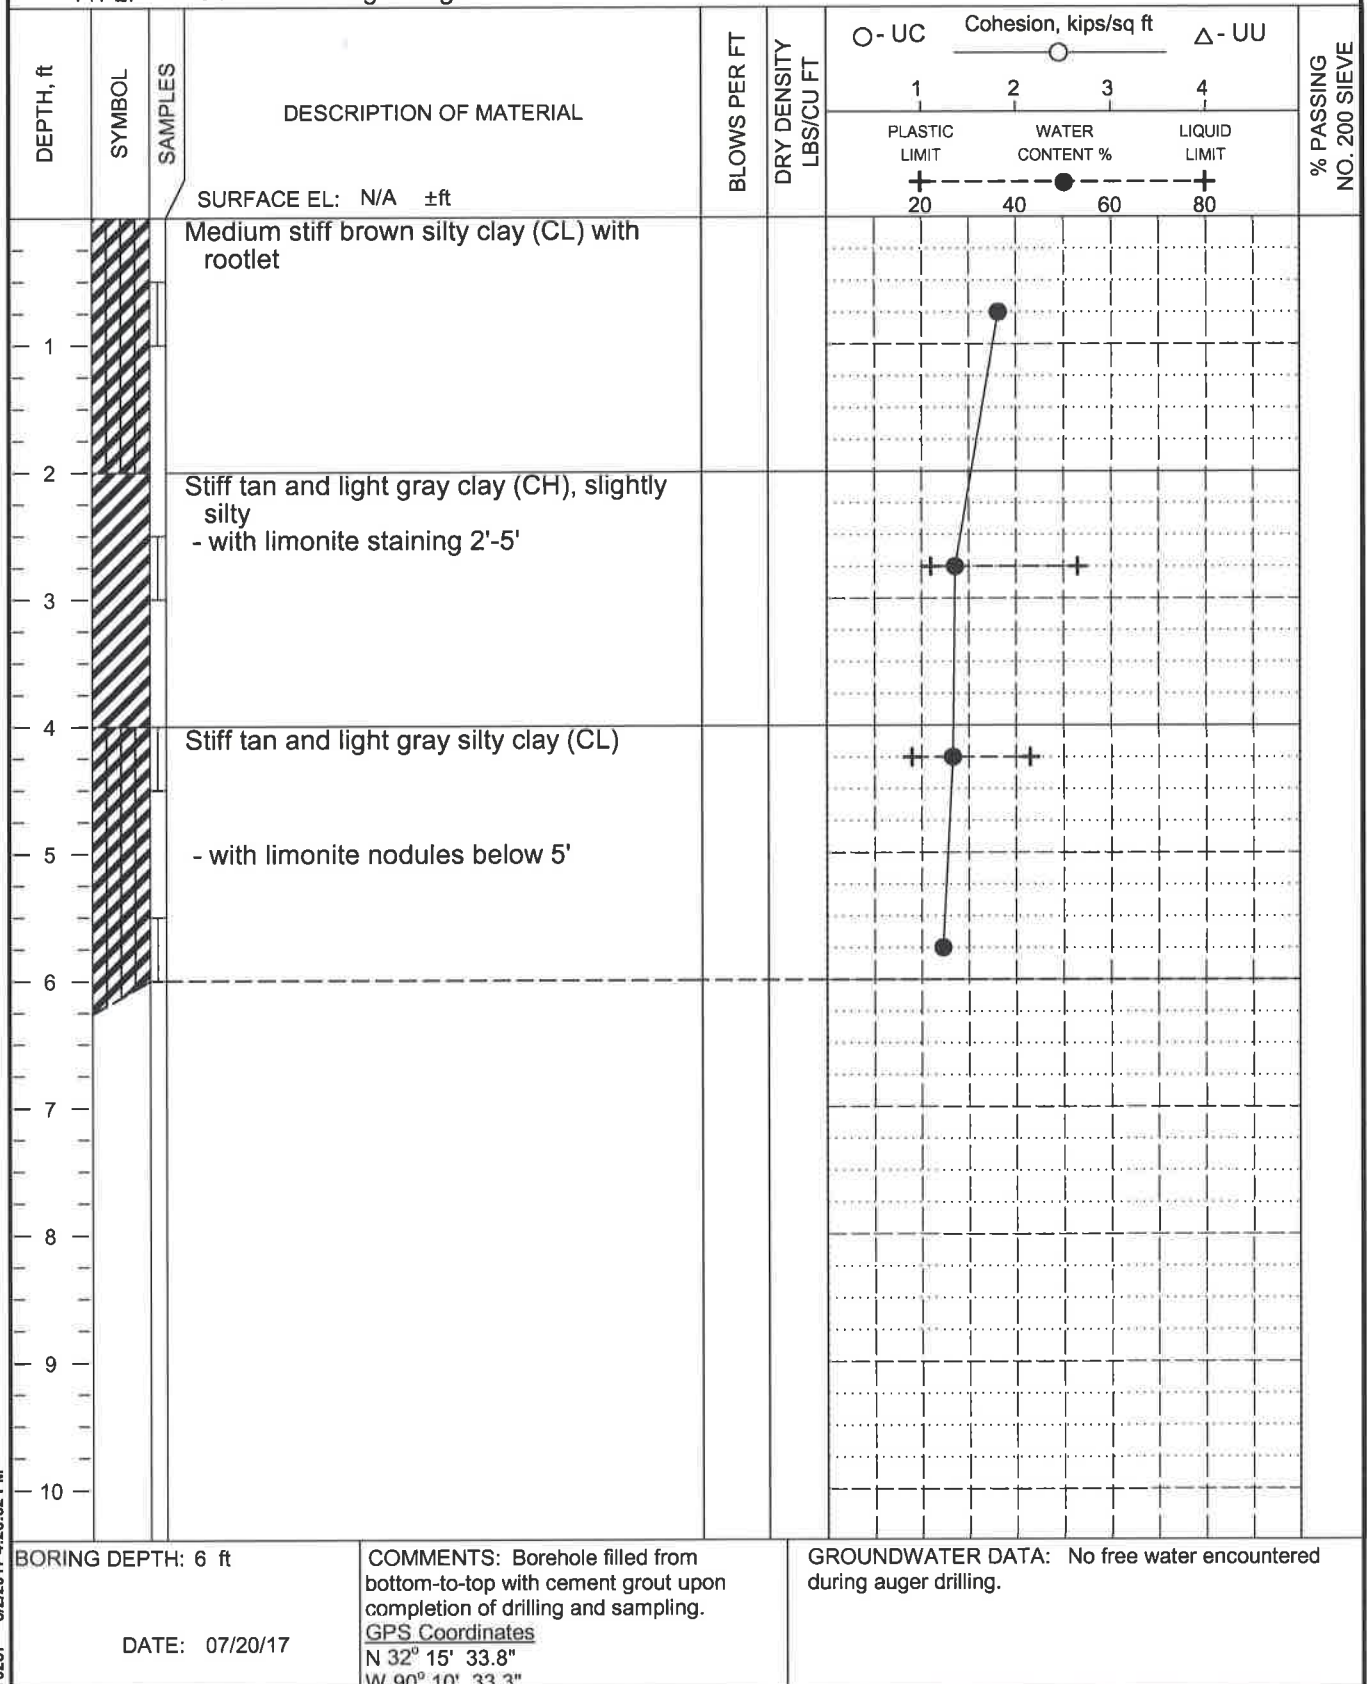 DEPTH, ft
SYMBOL
SAMPLES
DESCRIPTION OF MATERIAL
SURFACE EL: N/A ±ft
BLOWS PER FT
DRY DENSITY
LBS/CU FT
O - UC
Cohesion, kips/sq ft
△ - UU
1 2 3 4
PLASTIC
LIMIT
WATER
CONTENT %
LIQUID
LIMIT
20 40 60 80
% PASSING
NO. 200 SIEVE
Medium stiff brown silty clay (CL) with
rootlet
1
2
Stiff tan and light gray clay (CH), slightly
silty
- with limonite staining 2'-5'
3
4
Stiff tan and light gray silty clay (CL)
5
- with limonite nodules below 5'
6
7
8
9
10
BORING DEPTH: 6 ft
DATE: 07/20/17
COMMENTS: Borehole filled from
bottom-to-top with cement grout upon
completion of drilling and sampling.
GPS Coordinates
N 32° 15' 33.8"
W 90° 10' 33.3"
GROUNDWATER DATA: No free water encountered
during auger drilling.